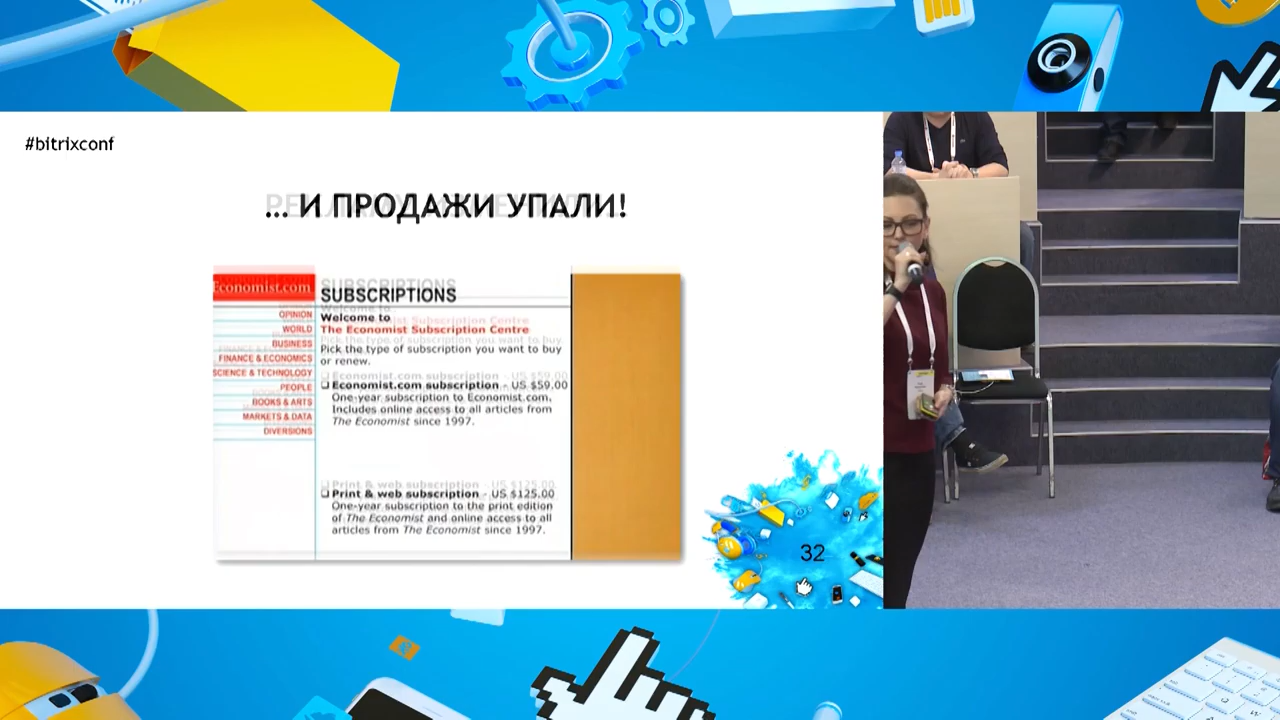 #bitrixconf
... И ПРОДАЖИ УПАЛИ!
Economist.com
OPINION
WORLD
BUSINESS
FINANCE & ECONOMICS
SCIENCE & TECHNOLOGY
PEOPLE
BOOKS & ARTS
MARKETS & DATA
DIVERSIONS
SUBSCRIPTIONS
Welcome to
The Economist Subscription Centre
Pick the type of subscription you want to buy
or renew.
Economist.com subscription - US $59.00
One-year subscription to Economist.com.
Includes online access to all articles from
The Economist since 1997.
Print & web subscription - US $125.00
One-year subscription to the print edition
of The Economist and online access to all
articles from The Economist since 1997.
32